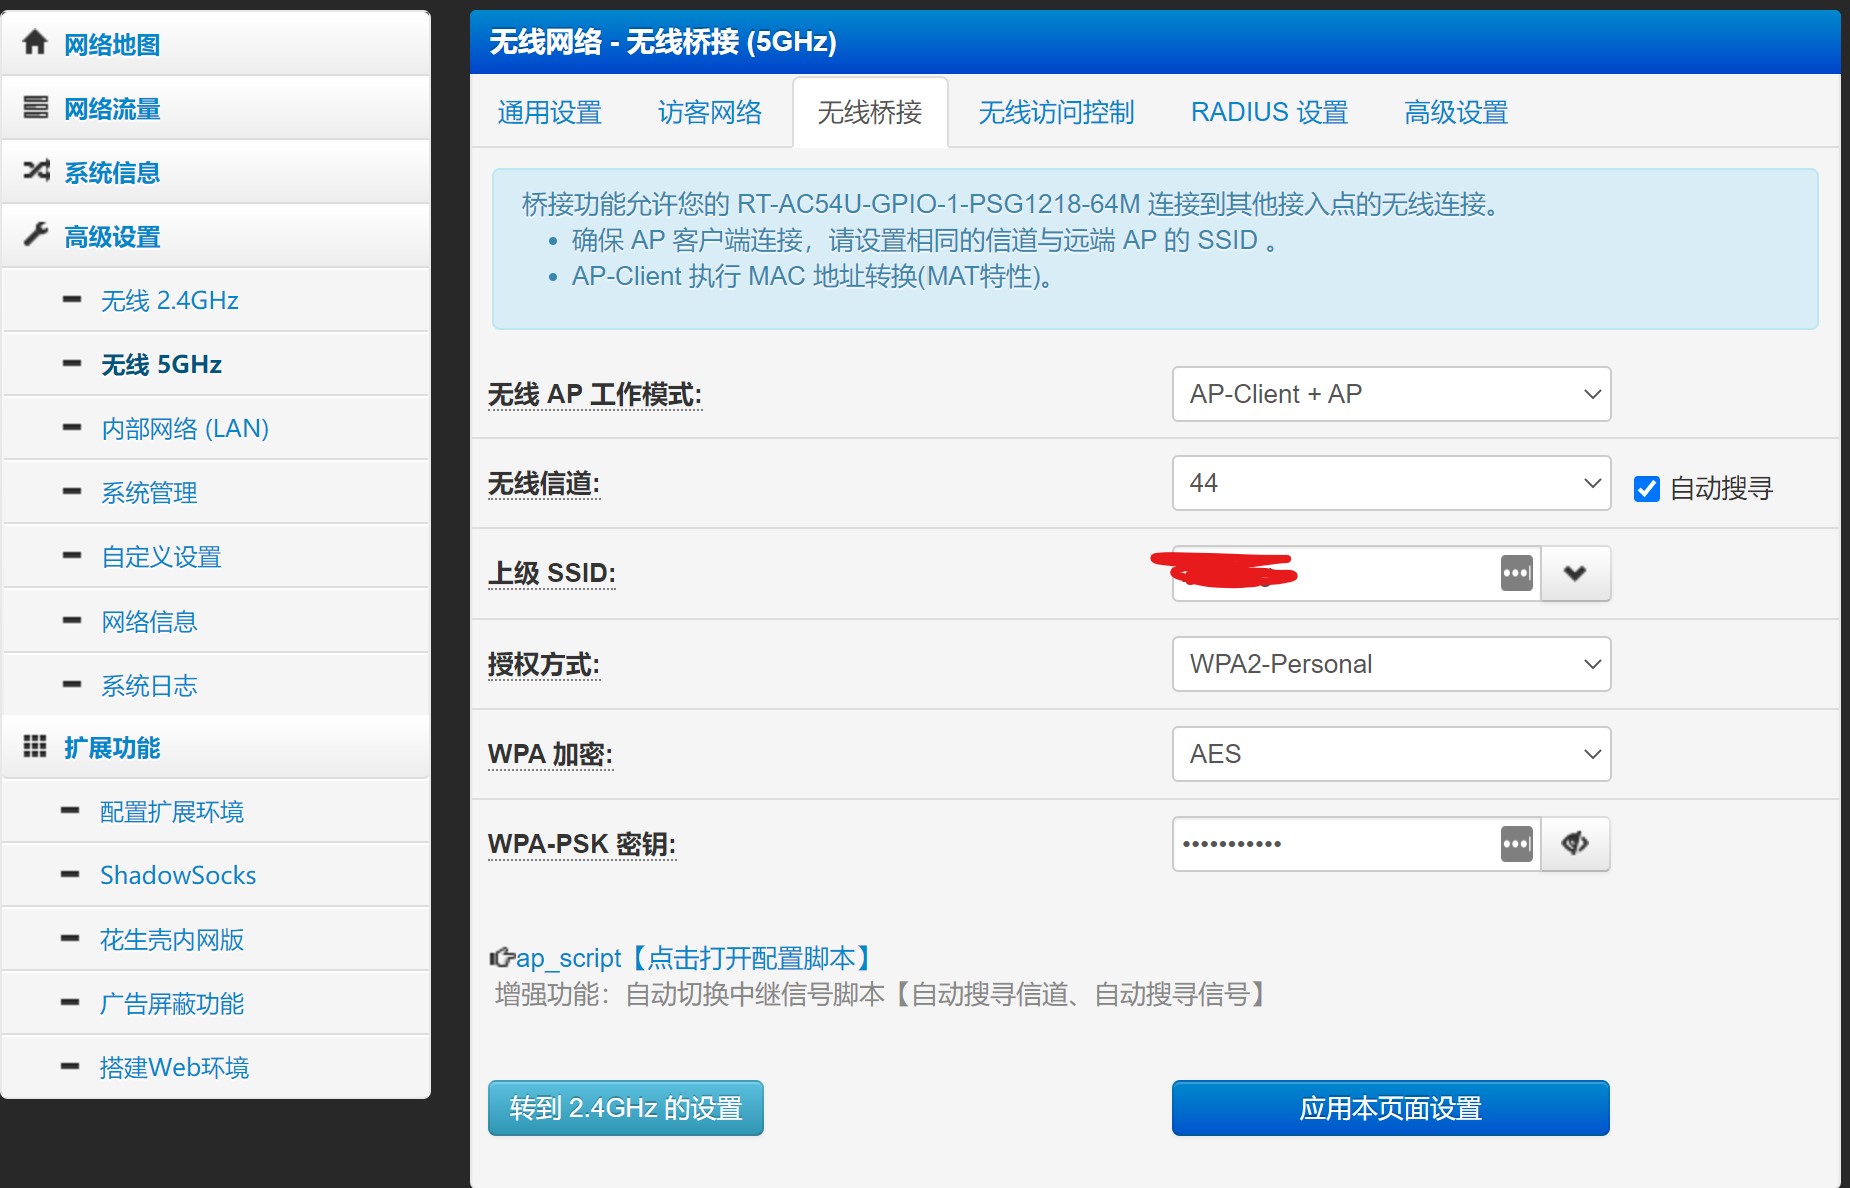 网络地图
网络流量
系统信息
高级设置
无线 2.4GHz
无线 5GHz
内部网络 (LAN)
系统管理
自定义设置
网络信息
系统日志
扩展功能
配置扩展环境
ShadowSocks
花生壳内网版
广告屏蔽功能
搭建Web环境
无线网络 - 无线桥接 (5GHz)
通用设置 访客网络 无线桥接 无线访问控制 RADIUS 设置 高级设置
桥接功能允许您的 RT-AC54U-GPIO-1-PSG1218-64M 连接到其他接入点的无线连接。
• 确保 AP 客户端连接，请设置相同的信道与远端 AP 的 SSID 。
• AP-Client 执行 MAC 地址转换(MAT特性)。
无线 AP 工作模式: AP-Client + AP
无线信道: 44 自动搜寻
上级 SSID:
授权方式: WPA2-Personal
WPA 加密: AES
WPA-PSK 密钥: •••••••••••
ap_script【点击打开配置脚本】
增强功能：自动切换中继信号脚本【自动搜寻信道、自动搜寻信号】
转到 2.4GHz 的设置 应用本页面设置